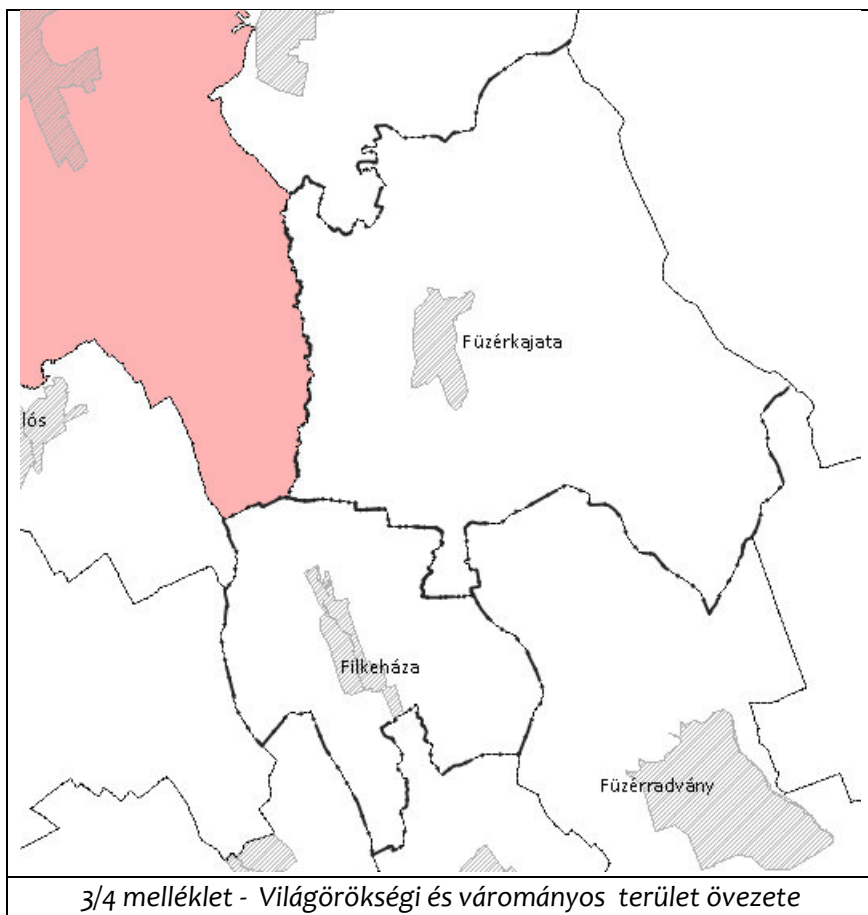 Füzérkajata
lós
Filkeháza
Füzérradvány
3/4 melléklet - Világörökségi és várományos terület övezete